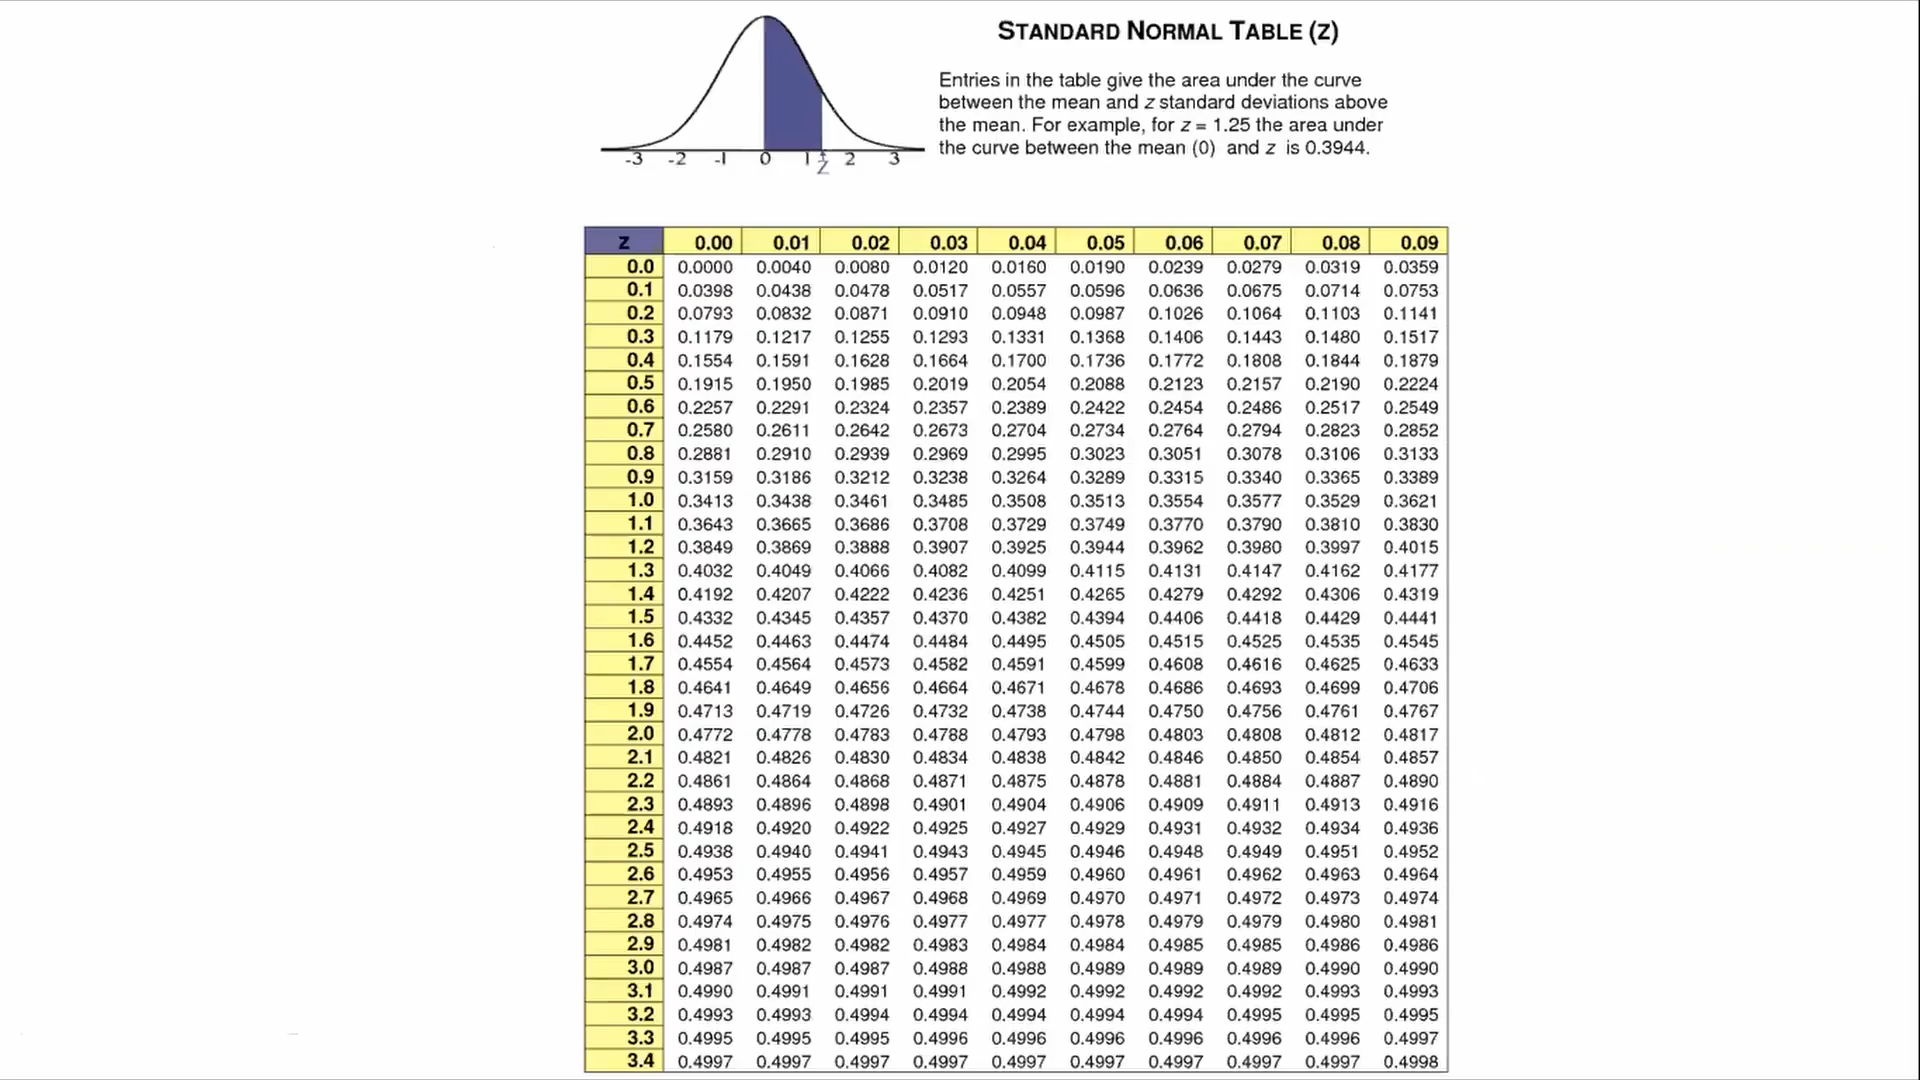 STANDARD NORMAL TABLE (Z)
Entries in the table give the area under the curve
between the mean and z standard deviations above
the mean. For example, for z = 1.25 the area under
the curve between the mean (0) and z is 0.3944.
-3 -2 -1 0 1 2 3
Z
z 0.00 0.01 0.02 0.03 0.04 0.05 0.06 0.07 0.08 0.09
0.0 0.0000 0.0040 0.0080 0.0120 0.0160 0.0190 0.0239 0.0279 0.0319 0.0359
0.1 0.0398 0.0438 0.0478 0.0517 0.0557 0.0596 0.0636 0.0675 0.0714 0.0753
0.2 0.0793 0.0832 0.0871 0.0910 0.0948 0.0987 0.1026 0.1064 0.1103 0.1141
0.3 0.1179 0.1217 0.1255 0.1293 0.1331 0.1368 0.1406 0.1443 0.1480 0.1517
0.4 0.1554 0.1591 0.1628 0.1664 0.1700 0.1736 0.1772 0.1808 0.1844 0.1879
0.5 0.1915 0.1950 0.1985 0.2019 0.2054 0.2088 0.2123 0.2157 0.2190 0.2224
0.6 0.2257 0.2291 0.2324 0.2357 0.2389 0.2422 0.2454 0.2486 0.2517 0.2549
0.7 0.2580 0.2611 0.2642 0.2673 0.2704 0.2734 0.2764 0.2794 0.2823 0.2852
0.8 0.2881 0.2910 0.2939 0.2969 0.2995 0.3023 0.3051 0.3078 0.3106 0.3133
0.9 0.3159 0.3186 0.3212 0.3238 0.3264 0.3289 0.3315 0.3340 0.3365 0.3389
1.0 0.3413 0.3438 0.3461 0.3485 0.3508 0.3513 0.3554 0.3577 0.3529 0.3621
1.1 0.3643 0.3665 0.3686 0.3708 0.3729 0.3749 0.3770 0.3790 0.3810 0.3830
1.2 0.3849 0.3869 0.3888 0.3907 0.3925 0.3944 0.3962 0.3980 0.3997 0.4015
1.3 0.4032 0.4049 0.4066 0.4082 0.4099 0.4115 0.4131 0.4147 0.4162 0.4177
1.4 0.4192 0.4207 0.4222 0.4236 0.4251 0.4265 0.4279 0.4292 0.4306 0.4319
1.5 0.4332 0.4345 0.4357 0.4370 0.4382 0.4394 0.4406 0.4418 0.4429 0.4441
1.6 0.4452 0.4463 0.4474 0.4484 0.4495 0.4505 0.4515 0.4525 0.4535 0.4545
1.7 0.4554 0.4564 0.4573 0.4582 0.4591 0.4599 0.4608 0.4616 0.4625 0.4633
1.8 0.4641 0.4649 0.4656 0.4664 0.4671 0.4678 0.4686 0.4693 0.4699 0.4706
1.9 0.4713 0.4719 0.4726 0.4732 0.4738 0.4744 0.4750 0.4756 0.4761 0.4767
2.0 0.4772 0.4778 0.4783 0.4788 0.4793 0.4798 0.4803 0.4808 0.4812 0.4817
2.1 0.4821 0.4826 0.4830 0.4834 0.4838 0.4842 0.4846 0.4850 0.4854 0.4857
2.2 0.4861 0.4864 0.4868 0.4871 0.4875 0.4878 0.4881 0.4884 0.4887 0.4890
2.3 0.4893 0.4896 0.4898 0.4901 0.4904 0.4906 0.4909 0.4911 0.4913 0.4916
2.4 0.4918 0.4920 0.4922 0.4925 0.4927 0.4929 0.4931 0.4932 0.4934 0.4936
2.5 0.4938 0.4940 0.4941 0.4943 0.4945 0.4946 0.4948 0.4949 0.4951 0.4952
2.6 0.4953 0.4955 0.4956 0.4957 0.4959 0.4960 0.4961 0.4962 0.4963 0.4964
2.7 0.4965 0.4966 0.4967 0.4968 0.4969 0.4970 0.4971 0.4972 0.4973 0.4974
2.8 0.4974 0.4975 0.4976 0.4977 0.4977 0.4978 0.4979 0.4979 0.4980 0.4981
2.9 0.4981 0.4982 0.4982 0.4983 0.4984 0.4984 0.4985 0.4985 0.4986 0.4986
3.0 0.4987 0.4987 0.4987 0.4988 0.4988 0.4989 0.4989 0.4989 0.4990 0.4990
3.1 0.4990 0.4991 0.4991 0.4991 0.4992 0.4992 0.4992 0.4992 0.4993 0.4993
3.2 0.4993 0.4993 0.4994 0.4994 0.4994 0.4994 0.4994 0.4995 0.4995 0.4995
3.3 0.4995 0.4995 0.4995 0.4996 0.4996 0.4996 0.4996 0.4996 0.4996 0.4997
3.4 0.4997 0.4997 0.4997 0.4997 0.4997 0.4997 0.4997 0.4997 0.4997 0.4998